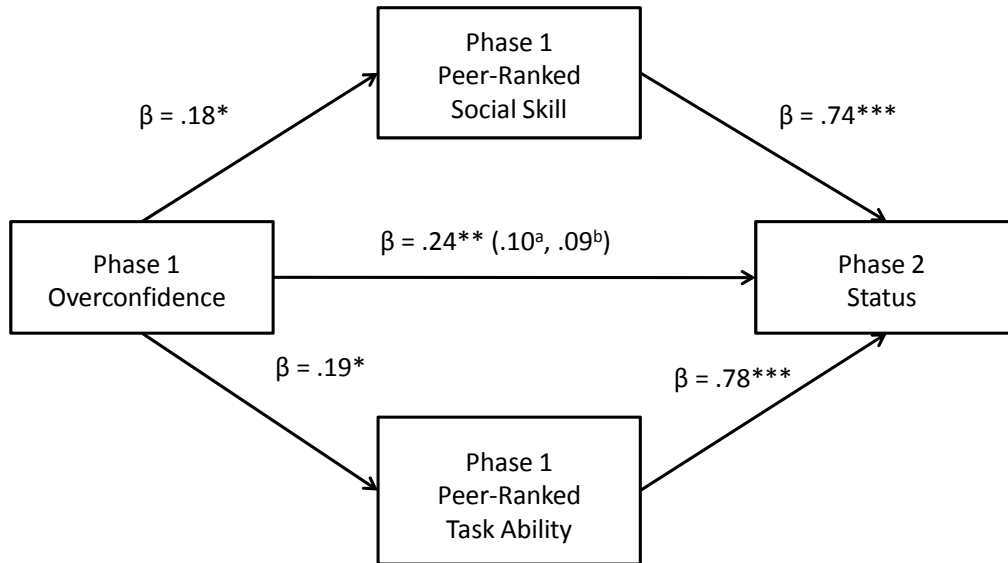 Phase 1
Peer-Ranked
Social Skill
β = .18*
β = .74***
Phase 1
Overconfidence
β = .24** (.10ᵃ, .09ᵇ)
Phase 2
Status
β = .19*
β = .78***
Phase 1
Peer-Ranked
Task Ability